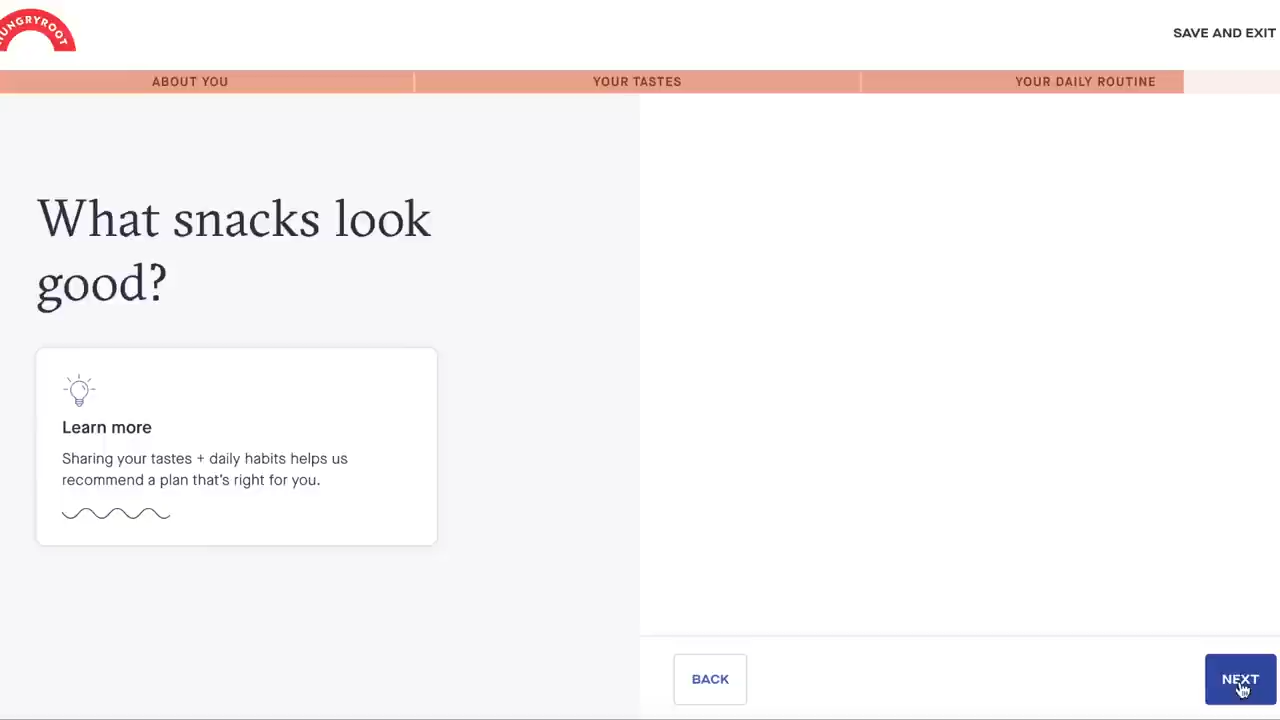 HUNGRYROOT
SAVE AND EXIT
ABOUT YOU
YOUR TASTES
YOUR DAILY ROUTINE
What snacks look
good?
Learn more
Sharing your tastes + daily habits helps us
recommend a plan that's right for you.
BACK
NEXT